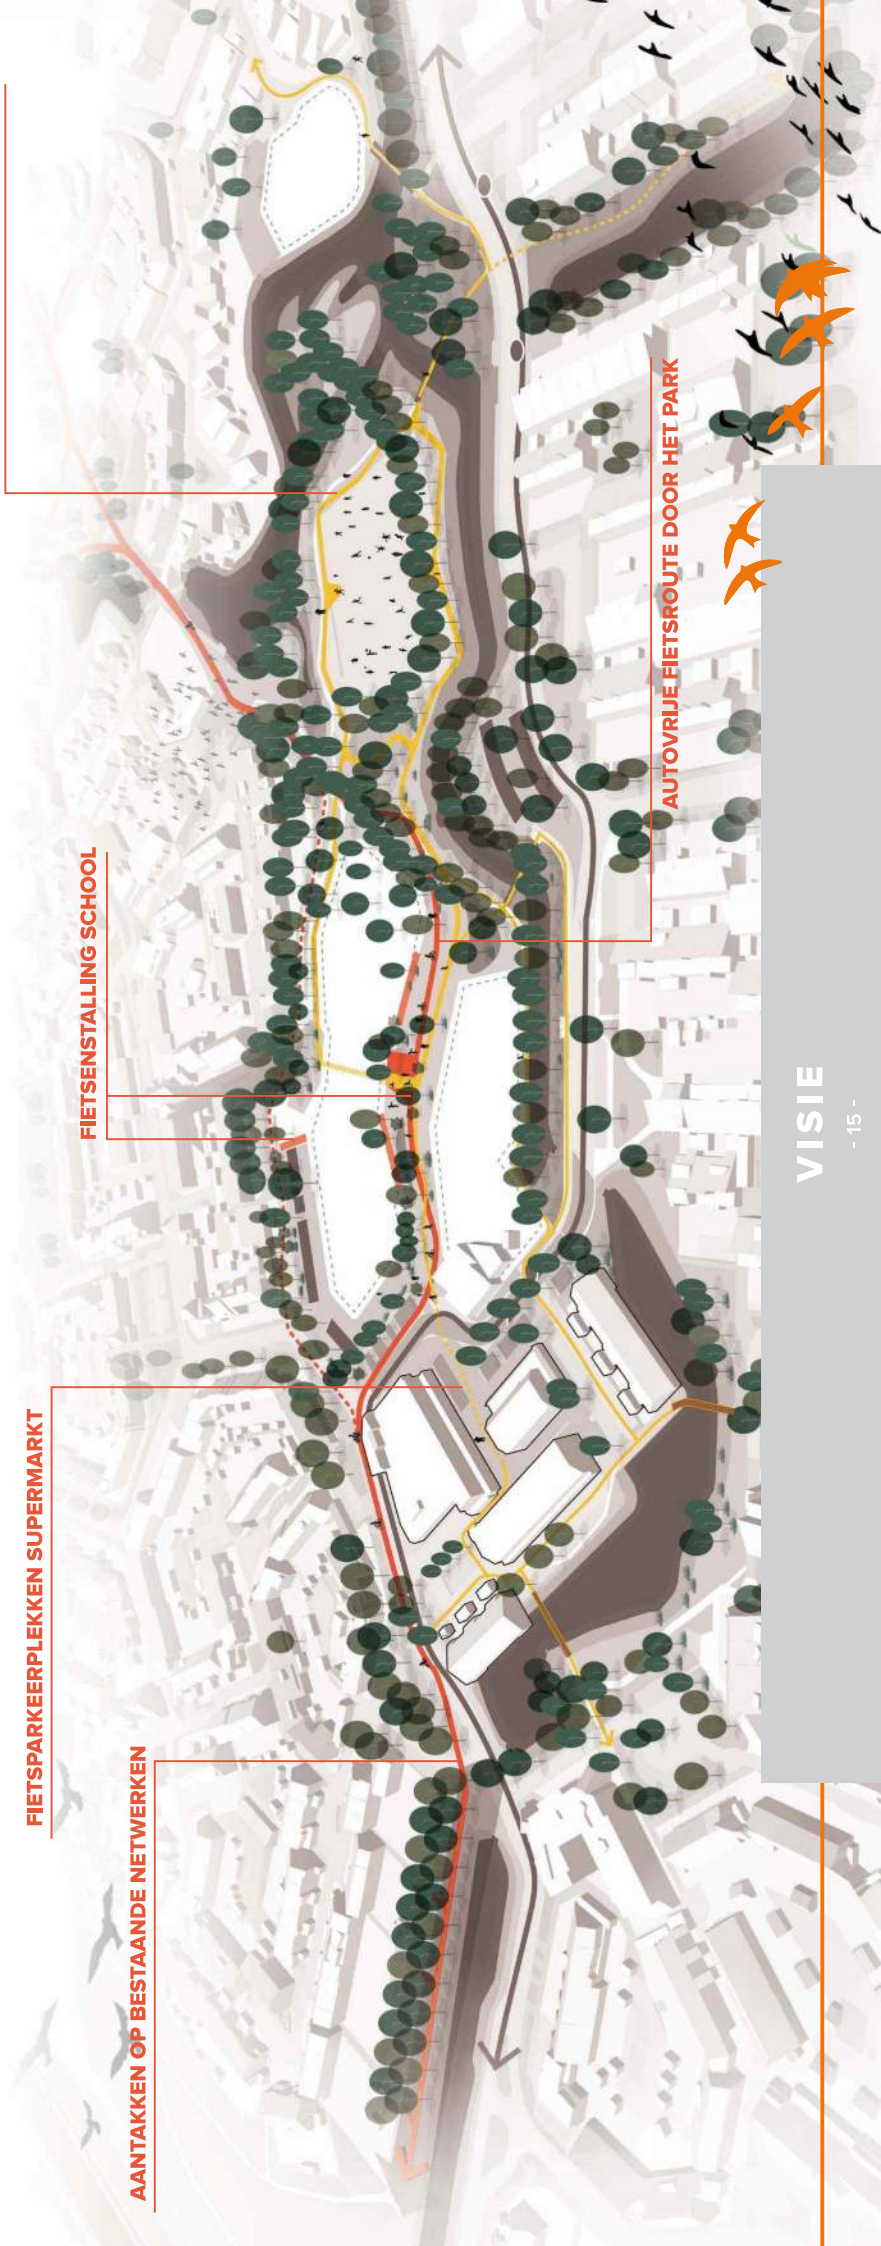 AANTAKKEN OP BESTAANDE NETWERKEN
FIETSPARKEERPLEKKEN SUPERMARKT
FIETSENSTALLING SCHOOL
AUTOVRIJE FIETSROUTE DOOR HET PARK
VISIE
- 15 -